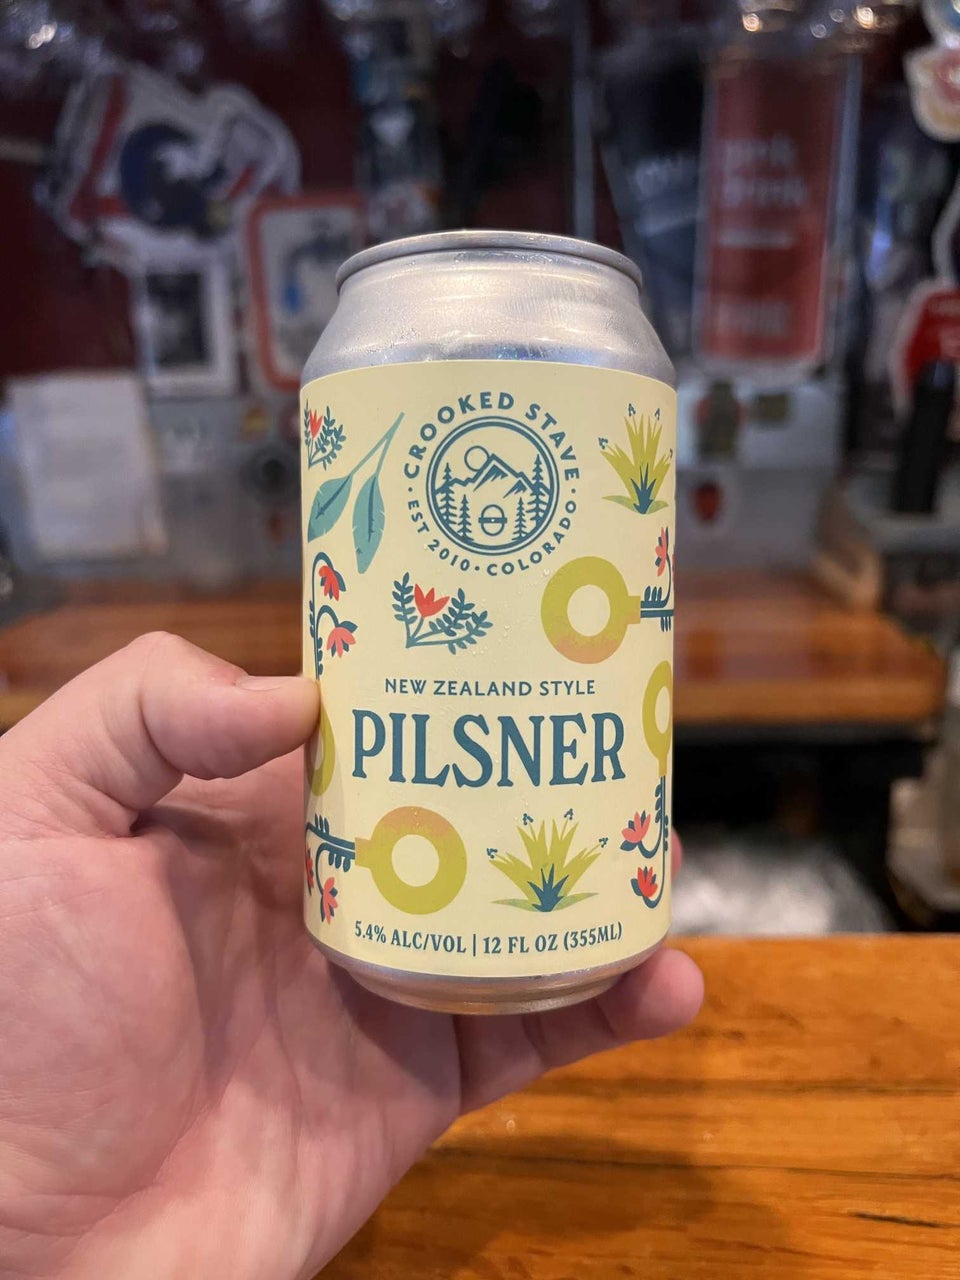 CROOKED STAVE
· EST 2010 · COLORADO ·
NEW ZEALAND STYLE
PILSNER
5.4% ALC/VOL | 12 FL OZ (355ML)